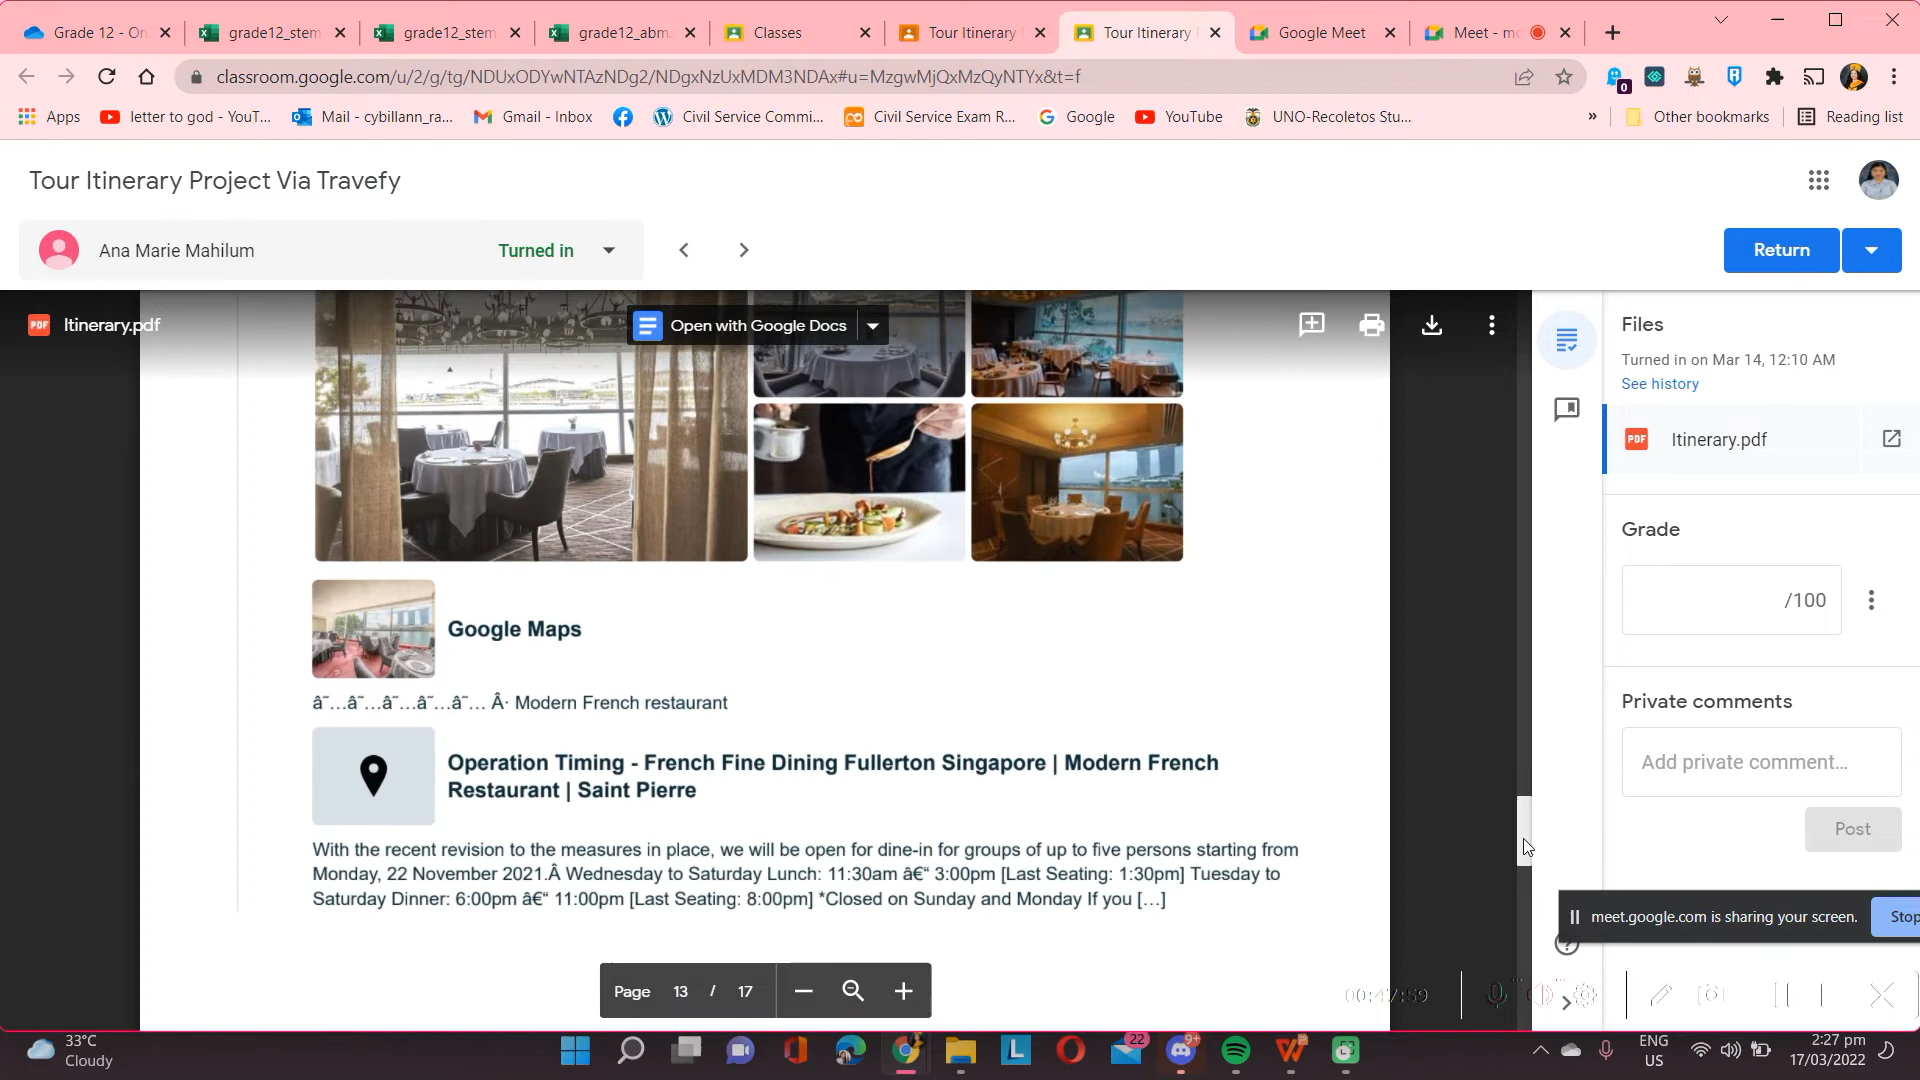 Grade 12 - On
grade12_stem
grade12_stem
grade12_abm
Classes
Tour Itinerary
Tour Itinerary
Google Meet
Meet - m
classroom.google.com/u/2/g/tg/NDUxODYwNTAzNDg2/NDgxNzUxMDM3NDAx#u=MzgwMjQxMzQyNTYx&t=f
0
Apps
letter to god - YouT...
Mail - cybillann_ra...
Gmail - Inbox
Civil Service Commi...
Civil Service Exam R...
Google
YouTube
UNO-Recoletos Stu...
»
Other bookmarks
Reading list
Tour Itinerary Project Via Travefy
Ana Marie Mahilum
Turned in
Return
PDF
Itinerary.pdf
Open with Google Docs
Files
Turned in on Mar 14, 12:10 AM
See history
PDF
Itinerary.pdf
Grade
/100
Private comments
Add private comment...
Post
Google Maps
â˜…â˜…â˜…â˜…â˜… Â· Modern French restaurant
Operation Timing - French Fine Dining Fullerton Singapore | Modern French
Restaurant | Saint Pierre
With the recent revision to the measures in place, we will be open for dine-in for groups of up to five persons starting from
Monday, 22 November 2021.Â Wednesday to Saturday Lunch: 11:30am â€“ 3:00pm [Last Seating: 1:30pm] Tuesday to
Saturday Dinner: 6:00pm â€“ 11:00pm [Last Seating: 8:00pm] *Closed on Sunday and Monday If you […]
meet.google.com is sharing your screen.
Stop
Page 13 / 17
00:47:59
33°C
Cloudy
22
9+
ENG
US
2:27 pm
17/03/2022